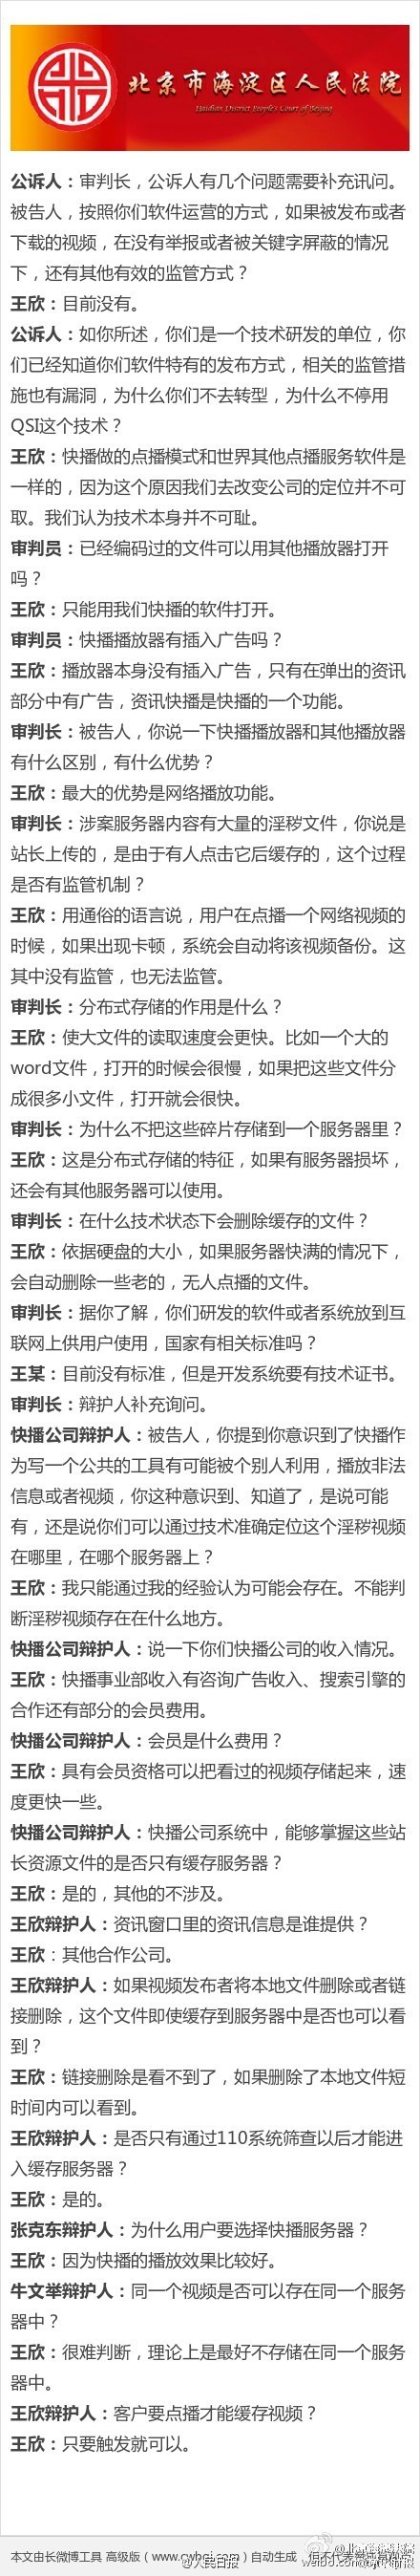 北京市海淀区人民法院
Haidian District People's Court of Beijing
公诉人：审判长，公诉人有几个问题需要补充讯问。
被告人，按照你们软件运营的方式，如果被发布或者
下载的视频，在没有举报或者被关键字屏蔽的情况
下，还有其他有效的监管方式？
王欣：目前没有。
公诉人：如你所述，你们是一个技术研发的单位，你
们已经知道你们软件特有的发布方式，相关的监管措
施也有漏洞，为什么你们不去转型，为什么不停用
QSI这个技术？
王欣：快播做的点播模式和世界其他点播服务软件是
一样的，因为这个原因我们去改变公司的定位并不可
取。我们认为技术本身并不可耻。
审判员：已经编码过的文件可以用其他播放器打开
吗？
王欣：只能用我们快播的软件打开。
审判员：快播播放器有插入广告吗？
王欣：播放器本身没有插入广告，只有在弹出的资讯
部分中有广告，资讯快播是快播的一个功能。
审判长：被告人，你说一下快播播放器和其他播放器
有什么区别，有什么优势？
王欣：最大的优势是网络播放功能。
审判长：涉案服务器内容有大量的淫秽文件，你说是
站长上传的，是由于有人点击它后缓存的，这个过程
是否有监管机制？
王欣：用通俗的语言说，用户在点播一个网络视频的
时候，如果出现卡顿，系统会自动将该视频备份。这
其中没有监管，也无法监管。
审判长：分布式存储的作用是什么？
王欣：使大文件的读取速度会更快。比如一个大的
word文件，打开的时候会很慢，如果把这些文件分
成很多小文件，打开就会很快。
审判长：为什么不把这些碎片存储到一个服务器里？
王欣：这是分布式存储的特征，如果有服务器损坏，
还会有其他服务器可以使用。
审判长：在什么技术状态下会删除缓存的文件？
王欣：依据硬盘的大小，如果服务器快满的情况下，
会自动删除一些老的，无人点播的文件。
审判长：据你了解，你们研发的软件或者系统放到互
联网上供用户使用，国家有相关标准吗？
王某：目前没有标准，但是开发系统要有技术证书。
审判长：辩护人补充询问。
快播公司辩护人：被告人，你提到你意识到了快播作
为写一个公共的工具有可能被个别人利用，播放非法
信息或者视频，你这种意识到、知道了，是说可能
有，还是说你们可以通过技术准确定位这个淫秽视频
在哪里，在哪个服务器上？
王欣：我只能通过我的经验认为可能会存在。不能判
断淫秽视频存在在什么地方。
快播公司辩护人：说一下你们快播公司的收入情况。
王欣：快播事业部收入有咨询广告收入、搜索引擎的
合作还有部分的会员费用。
快播公司辩护人：会员是什么费用？
王欣：具有会员资格可以把看过的视频存储起来，速
度更快一些。
快播公司辩护人：快播公司系统中，能够掌握这些站
长资源文件的是否只有缓存服务器？
王欣：是的，其他的不涉及。
王欣辩护人：资讯窗口里的资讯信息是谁提供？
王欣：其他合作公司。
王欣辩护人：如果视频发布者将本地文件删除或者链
接删除，这个文件即使缓存到服务器中是否也可以看
到？
王欣：链接删除是看不到了，如果删除了本地文件短
时间内可以看到。
王欣辩护人：是否只有通过110系统筛查以后才能进
入缓存服务器？
王欣：是的。
张克东辩护人：为什么用户要选择快播服务器？
王欣：因为快播的播放效果比较好。
牛文举辩护人：同一个视频是否可以存在同一个服务
器中？
王欣：很难判断，理论上是最好不存储在同一个服务
器中。
王欣辩护人：客户要点播才能缓存视频？
王欣：只要触发就可以。
本文由长微博工具 高级版（www.cwbgj.com）自动生成
@人民日报